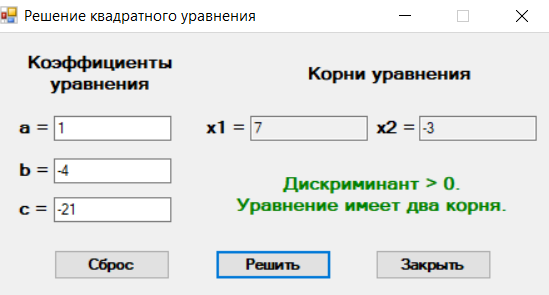 Решение квадратного уравнения
Коэффициенты
уравнения
Корни уравнения
a = 1
x1 = 7
x2 = -3
b = -4
c = -21
Дискриминант > 0.
Уравнение имеет два корня.
Сброс
Решить
Закрыть